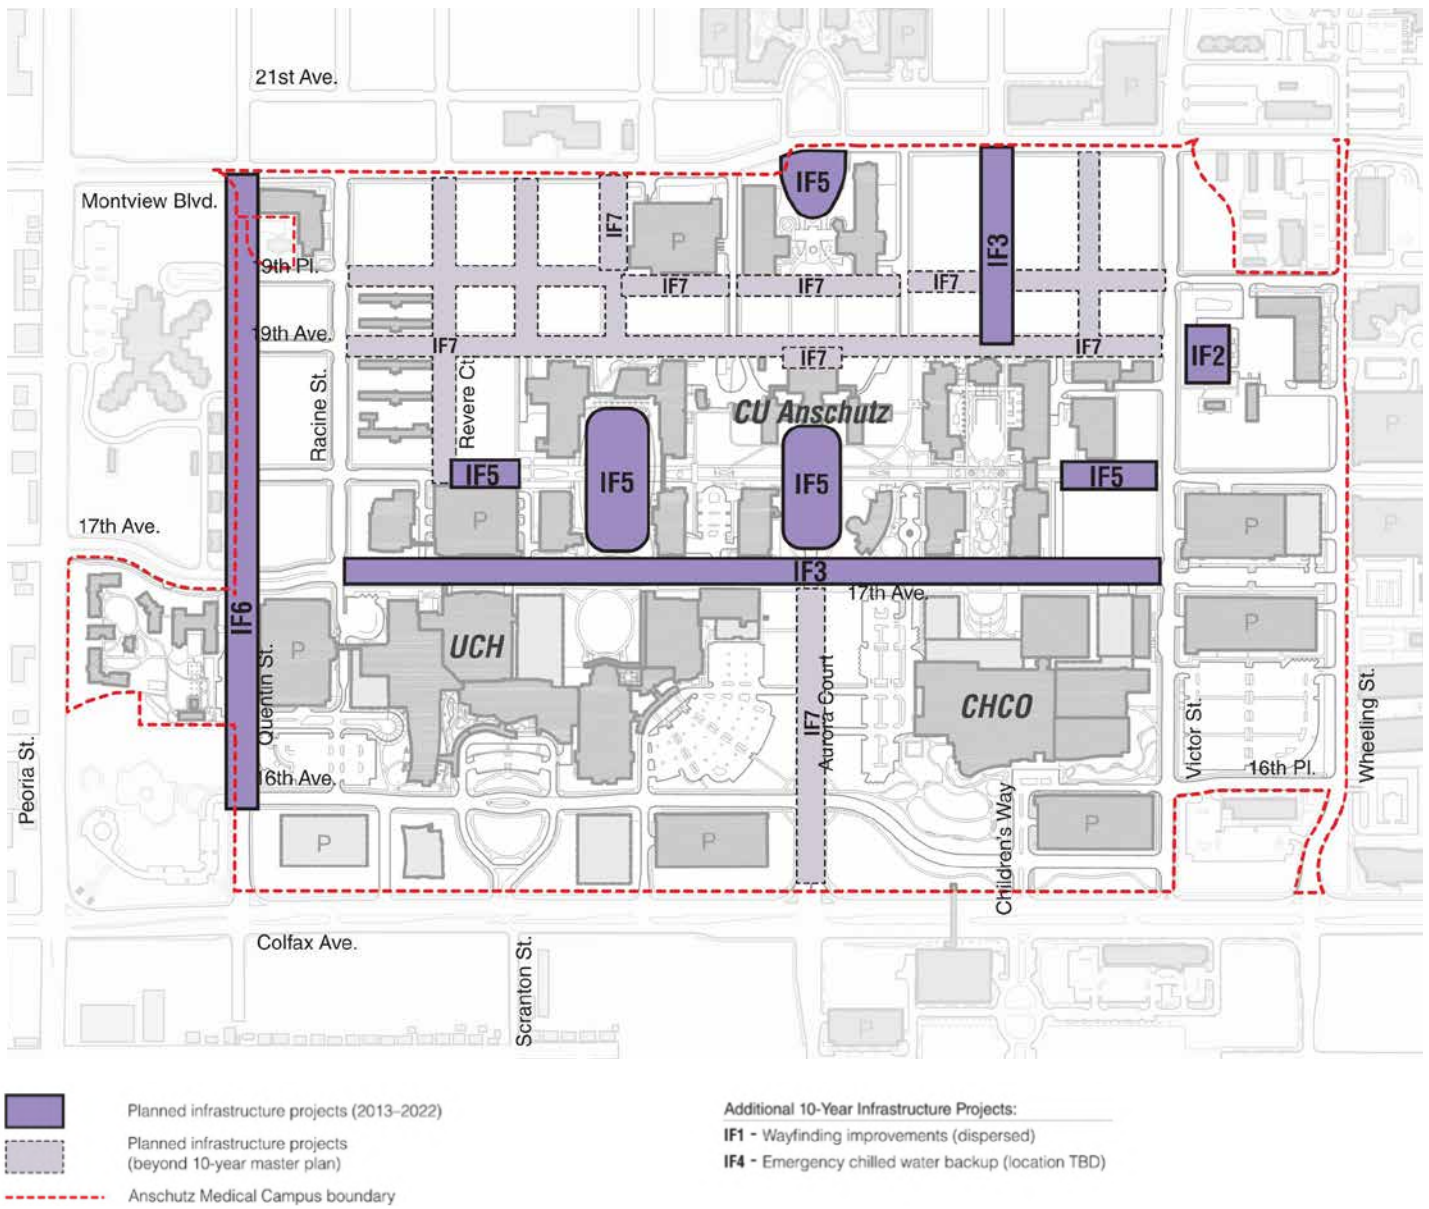 P
P
21st Ave.
P
Montview Blvd.
IF5
IF7
P
IF3
19th Pl.
IF7
IF7
IF7
19th Ave.
IF7
IF7
IF7
IF2
Racine St.
Revere Ct.
CU Anschutz
P
IF5
IF5
IF5
IF5
17th Ave.
P
P
P
IF3
17th Ave.
IF6
UCH
P
P
Quentin St.
IF7
Aurora Court
CHCO
Victor St.
Wheeling St.
Peoria St.
16th Ave.
16th Pl.
P
P
P
Children's Way
Colfax Ave.
Scranton St.
P
Planned infrastructure projects (2013–2022)
Planned infrastructure projects
(beyond 10-year master plan)
Anschutz Medical Campus boundary
Additional 10-Year Infrastructure Projects:
IF1 - Wayfinding improvements (dispersed)
IF4 - Emergency chilled water backup (location TBD)